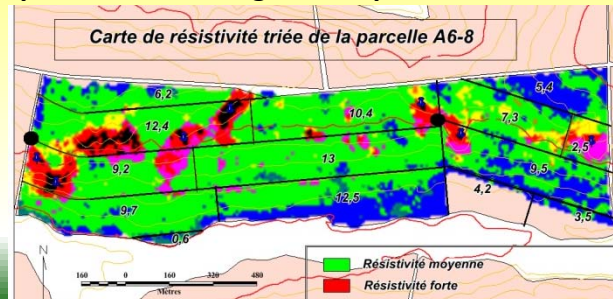 Carte de résistivité triée de la parcelle A6-8
6,2
5,4
10,4
7,3
12,4
2,5
13
9,2
9,5
4,2
12,5
9,7
3,5
0,6
N
160 0 160 320 480
Mètres
Résistivité moyenne
Résistivité forte